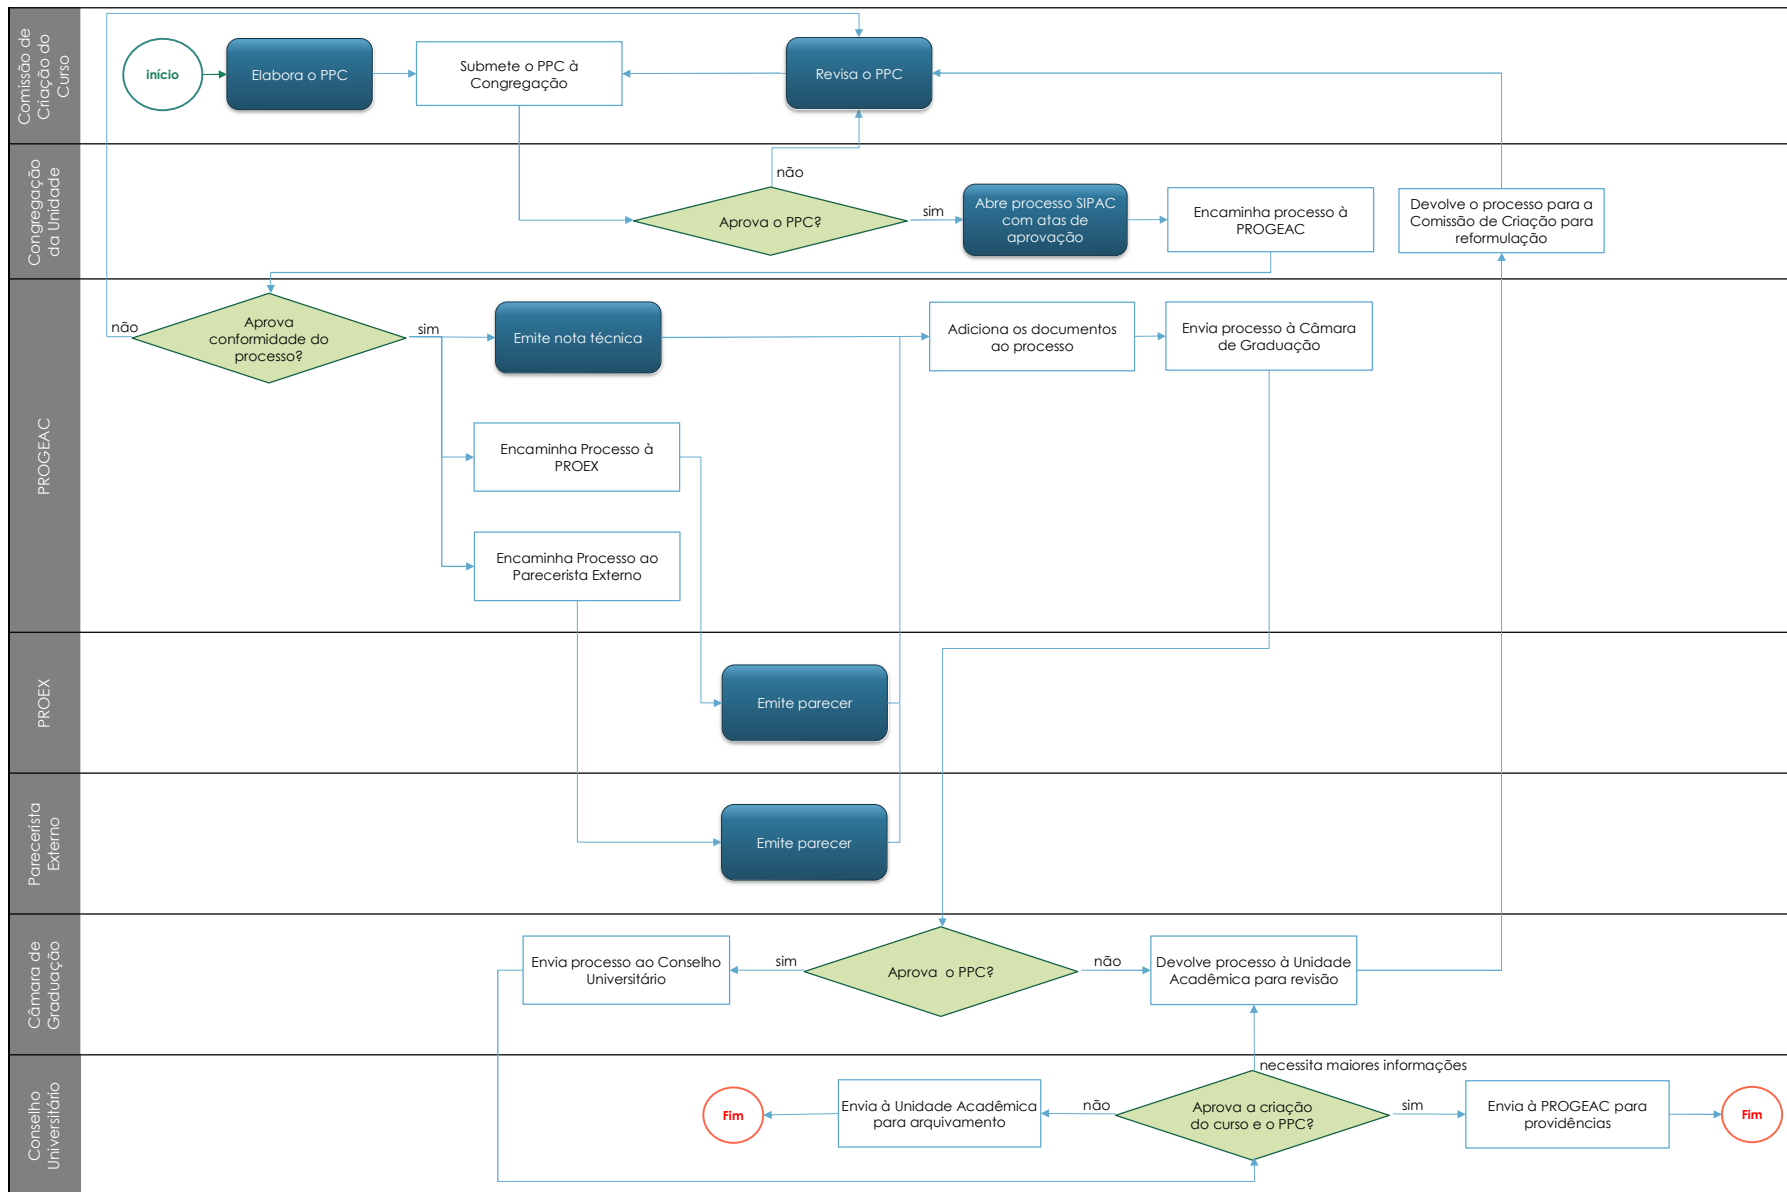 Comissão de
Criação do
Curso
início
Elabora o PPC
Submete o PPC à
Congregação
Revisa o PPC
Congregação
da Unidade
não
Aprova o PPC?
sim
Abre processo SIPAC
com atas de
aprovação
Encaminha processo à
PROGEAC
Devolve o processo para a
Comissão de Criação para
reformulação
PROGEAC
não
Aprova
conformidade do
processo?
sim
Emite nota técnica
Adiciona os documentos
ao processo
Envia processo à Câmara
de Graduação
Encaminha Processo à
PROEX
Encaminha Processo ao
Parecerista Externo
PROEX
Emite parecer
Parecerista
Externo
Emite parecer
Câmara de
Graduação
Envia processo ao Conselho
Universitário
sim
Aprova o PPC?
não
Devolve processo à Unidade
Acadêmica para revisão
Conselho
Universitário
necessita maiores informações
Fim
Envia à Unidade Acadêmica
para arquivamento
não
Aprova a criação
do curso e o PPC?
sim
Envia à PROGEAC para
providências
Fim